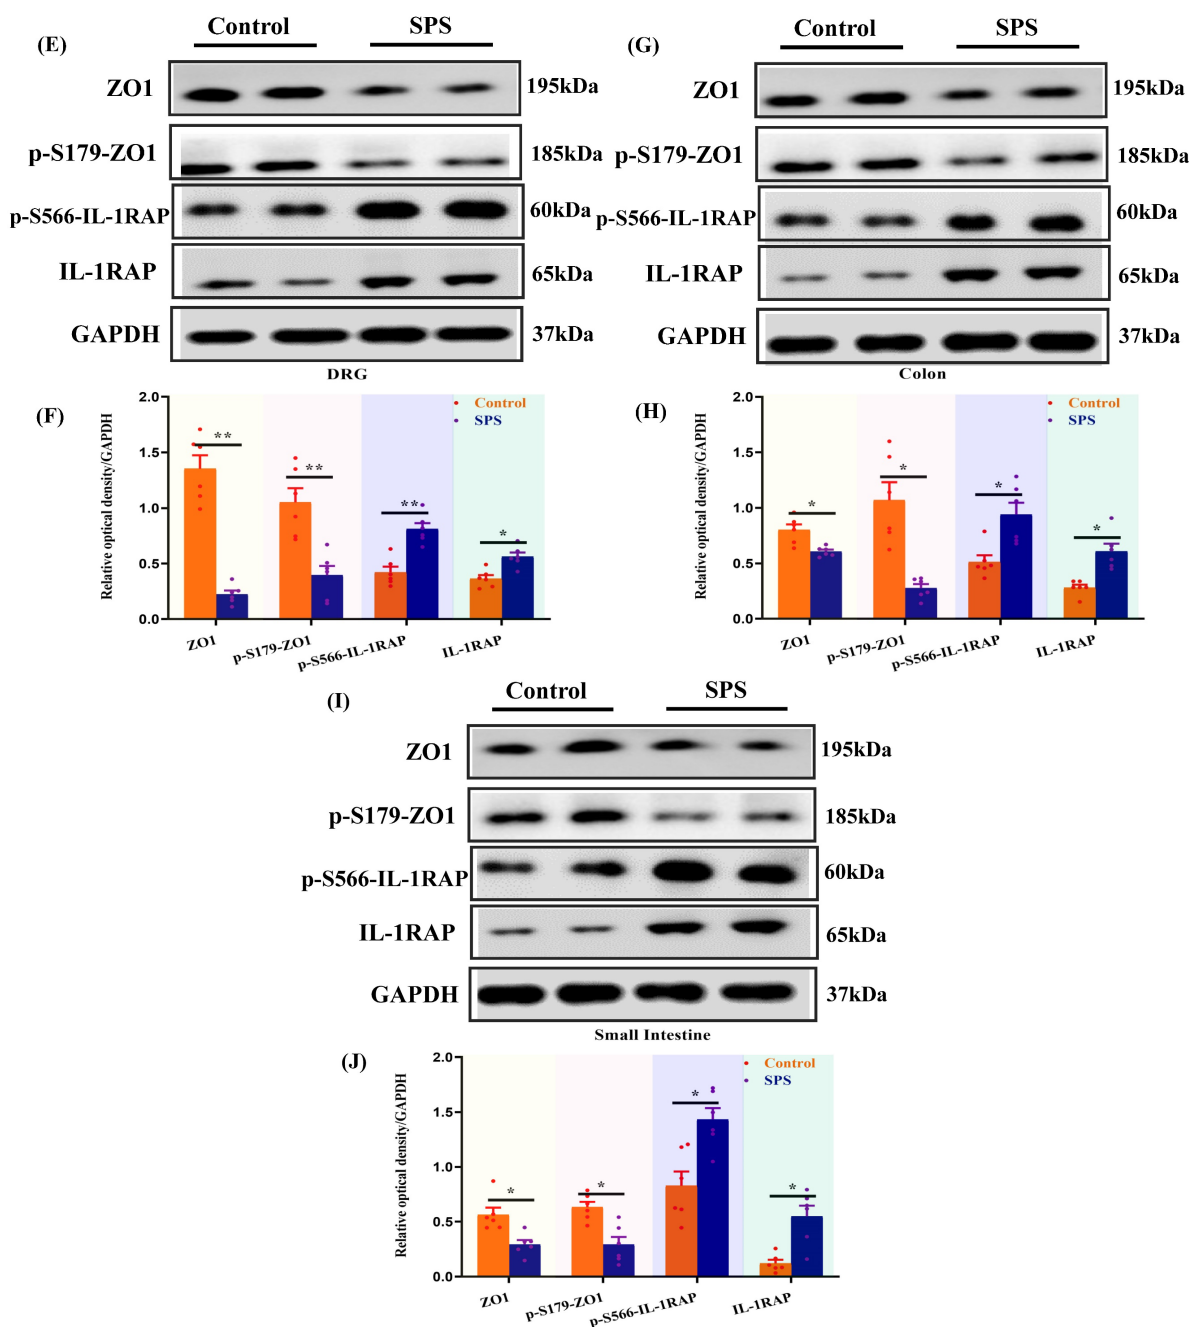 (E)
Control SPS
ZO1 195kDa
p-S179-ZO1 185kDa
p-S566-IL-1RAP 60kDa
IL-1RAP 65kDa
GAPDH 37kDa
DRG
(G)
Control SPS
ZO1 195kDa
p-S179-ZO1 185kDa
p-S566-IL-1RAP 60kDa
IL-1RAP 65kDa
GAPDH 37kDa
Colon
(F)
Relative optical density/GAPDH
2.0
1.5
1.0
0.5
0.0
Control
SPS
** ** ** *
ZO1 p-S179-ZO1 p-S566-IL-1RAP IL-1RAP
(H)
Relative optical density/GAPDH
2.0
1.5
1.0
0.5
0.0
Control
SPS
* * * *
ZO1 p-S179-ZO1 p-S566-IL-1RAP IL-1RAP
(I)
Control SPS
ZO1 195kDa
p-S179-ZO1 185kDa
p-S566-IL-1RAP 60kDa
IL-1RAP 65kDa
GAPDH 37kDa
Small Intestine
(J)
Relative optical density/GAPDH
2.0
1.5
1.0
0.5
0.0
Control
SPS
* * * *
ZO1 p-S179-ZO1 p-S566-IL-1RAP IL-1RAP